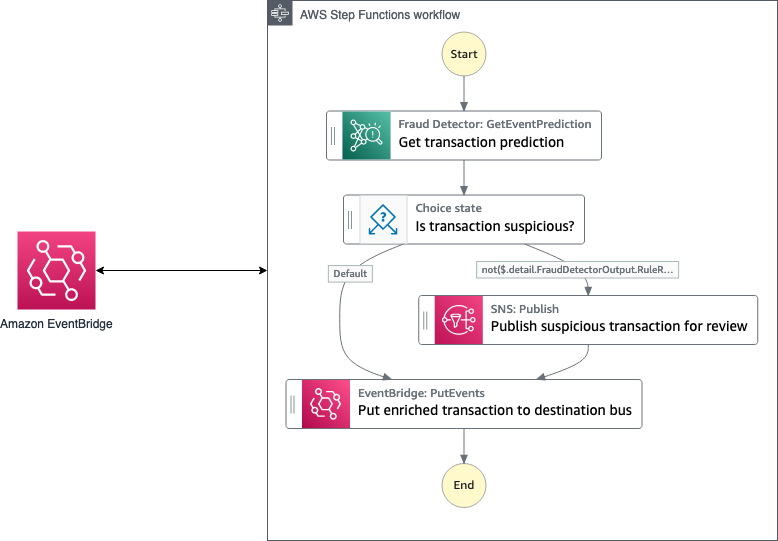 AWS Step Functions workflow
Start
Fraud Detector: GetEventPrediction
Get transaction prediction
Choice state
Is transaction suspicious?
Default
not($.detail.FraudDetectorOutput.RuleR...
SNS: Publish
Publish suspicious transaction for review
Amazon EventBridge
EventBridge: PutEvents
Put enriched transaction to destination bus
End